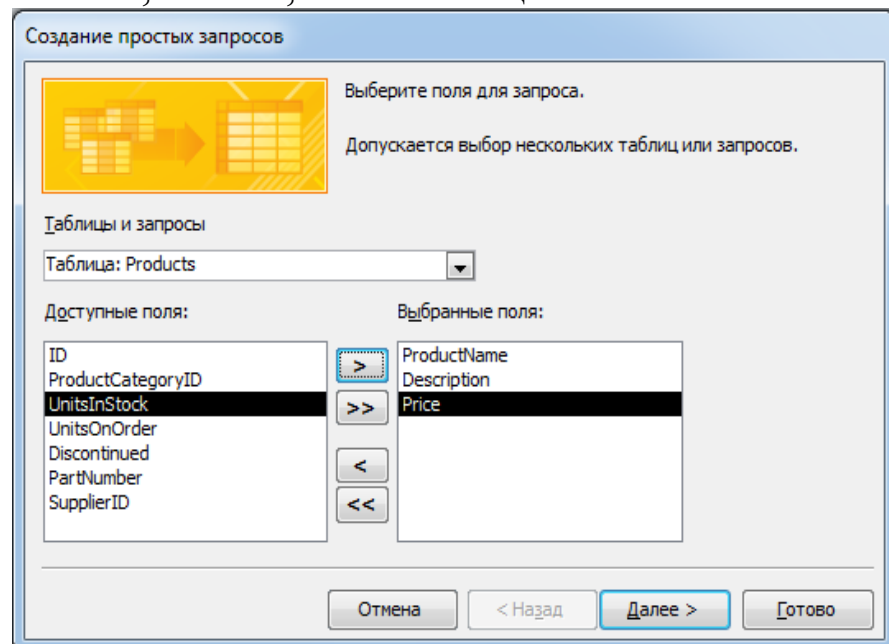 Создание простых запросов
Выберите поля для запроса.
Допускается выбор нескольких таблиц или запросов.
Таблицы и запросы
Таблица: Products
Доступные поля:
Выбранные поля:
ID
ProductCategoryID
UnitsInStock
UnitsOnOrder
Discontinued
PartNumber
SupplierID
>
>>
<
<<
ProductName
Description
Price
Отмена
< Назад
Далее >
Готово